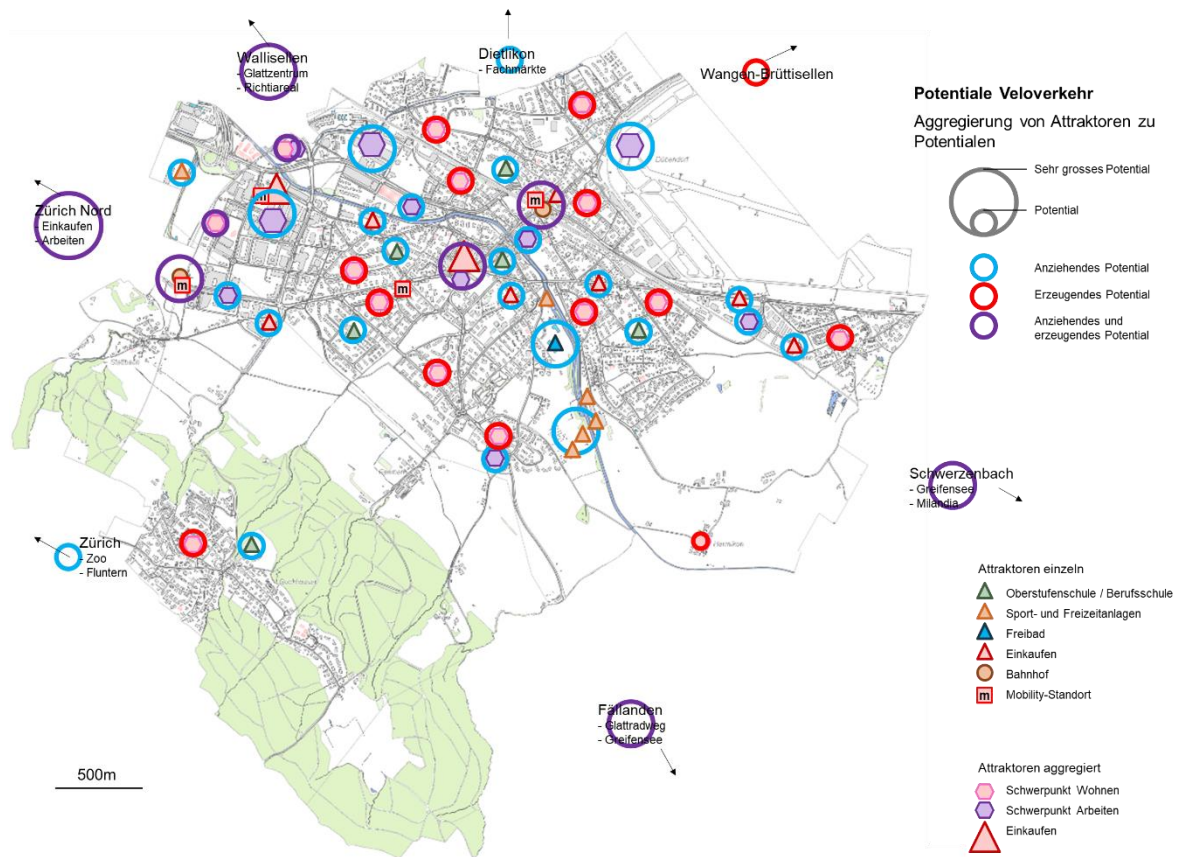 Wallisellen
- Glattzentrum
- Richtiareal
Dietlikon
- Fachmärkte
Wangen-Brüttisellen
Zürich Nord
- Einkaufen
- Arbeiten
m
m
m
m
Dübendorf
Schwerzenbach
- Greifensee
- Milandia
Zürich
- Zoo
- Fluntern
Hermikon
Gockhausen
Fällanden
- Glattradweg
- Greifensee
500m
Potentiale Veloverkehr
Aggregierung von Attraktoren zu
Potentialen
Sehr grosses Potential
Potential
Anziehendes Potential
Erzeugendes Potential
Anziehendes und
erzeugendes Potential
Attraktoren einzeln
Oberstufenschule / Berufsschule
Sport- und Freizeitanlagen
Freibad
Einkaufen
Bahnhof
m Mobility-Standort
Attraktoren aggregiert
Schwerpunkt Wohnen
Schwerpunkt Arbeiten
Einkaufen